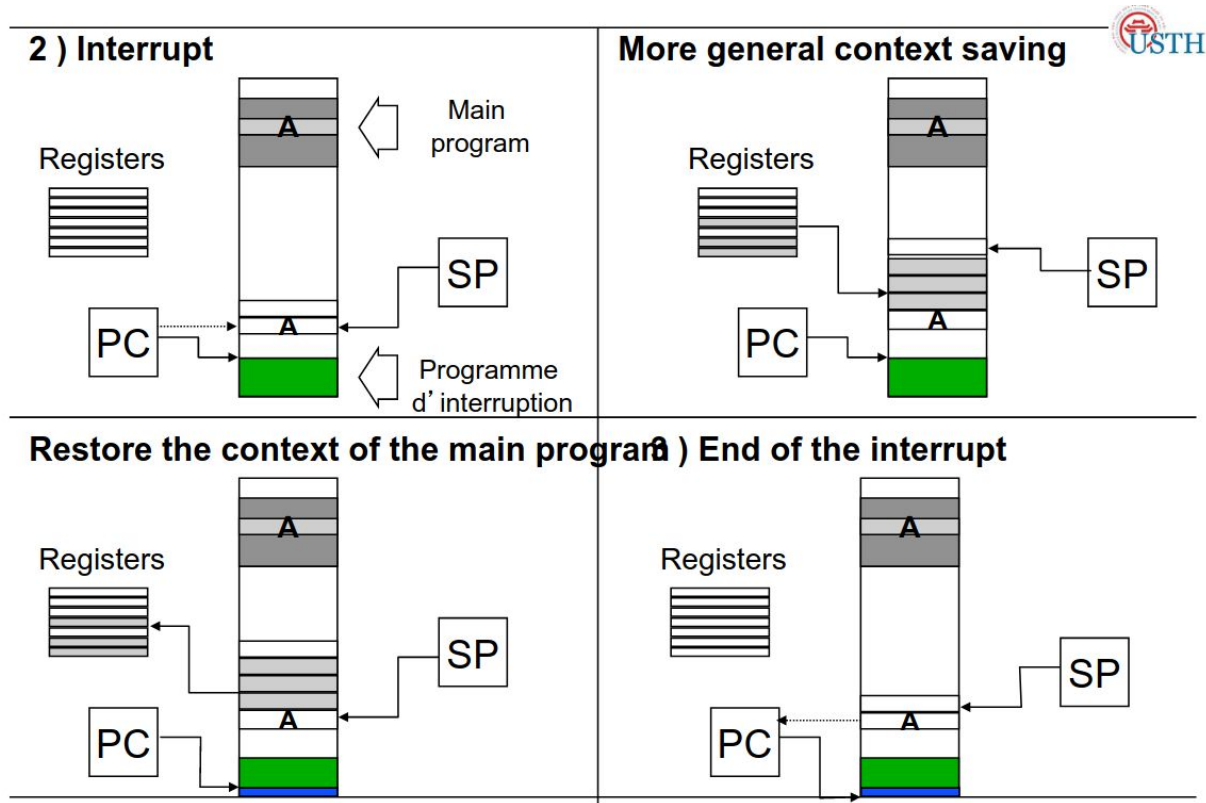 USTH
2 ) Interrupt
A
Main
program
Registers
SP
PC
A
Programme
d’interruption
More general context saving
A
Registers
SP
A
PC
Restore the context of the main program
A
Registers
SP
A
PC
3 ) End of the interrupt
A
Registers
SP
A
PC